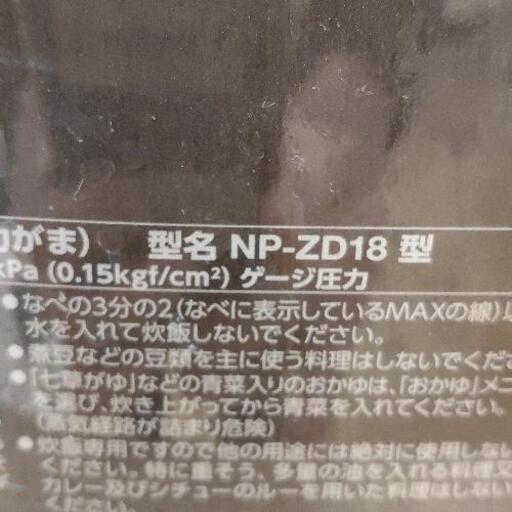 がま) 型名 NP-ZD18 型
kPa (0.15kgf/cm²) ゲージ圧力
●なべの3分の2(なべに表示しているMAXの線)以
水を入れて炊飯しないでください。
●煮豆などの豆類を主に使う料理はしないでくださ
●「七草がゆ」などの青菜入りのおかゆは、「おかゆ」メニ
を選び、炊き上がってから青菜を入れてください。
(蒸気経路が詰まり危険)
●炊飯専用ですので他の用途には絶対に使用しない
ください。特に重そう、多量の油を入れる料理又
カレー及びシチューのルーを用いた料理はしない